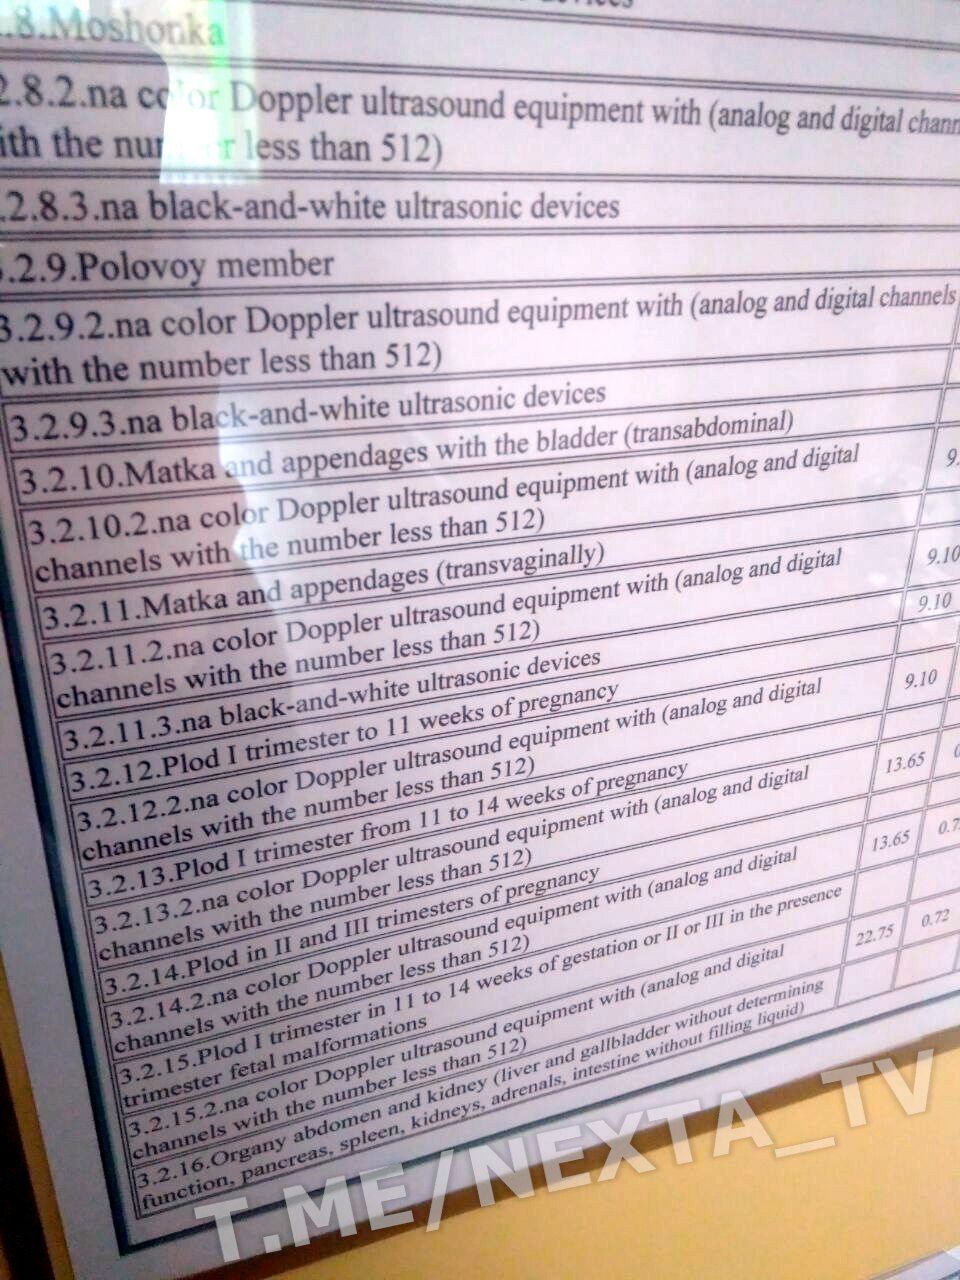 .8.Moshonka
2.8.2.na color Doppler ultrasound equipment with (analog and digital
ith the number less than 512)
.2.8.3.na black-and-white ultrasonic devices
.2.9.Polovoy member
3.2.9.2.na color Doppler ultrasound equipment with (analog and digital channels
with the number less than 512)
3.2.9.3.na black-and-white ultrasonic devices
3.2.10.Matka and appendages with the bladder (transabdominal)
3.2.10.2.na color Doppler ultrasound equipment with (analog and digital 9.
channels with the number less than 512)
3.2.11.Matka and appendages (transvaginally)
3.2.11.2.na color Doppler ultrasound equipment with (analog and digital 9.10
channels with the number less than 512)
3.2.11.3.na black-and-white ultrasonic devices 9.10
3.2.12.Plod I trimester to 11 weeks of pregnancy
3.2.12.2.na color Doppler ultrasound equipment with (analog and digital 9.10
channels with the number less than 512)
3.2.13.Plod I trimester from 11 to 14 weeks of pregnancy
3.2.13.2.na color Doppler ultrasound equipment with (analog and digital 13.65
channels with the number less than 512)
3.2.14.Plod in II and III trimesters of pregnancy
3.2.14.2.na color Doppler ultrasound equipment with (analog and digital 13.65 0.7
channels with the number less than 512)
3.2.15.Plod I trimester in 11 to 14 weeks of gestation or II or III in the presence
trimester fetal malformations
3.2.15.2.na color Doppler ultrasound equipment with (analog and digital 22.75 0.72
channels with the number less than 512)
3.2.16.Organy abdomen and kidney (liver and gallbladder without determining
function, pancreas, spleen, kidneys, adrenals, intestine without filling liquid)
T.ME/NEXTA_TV